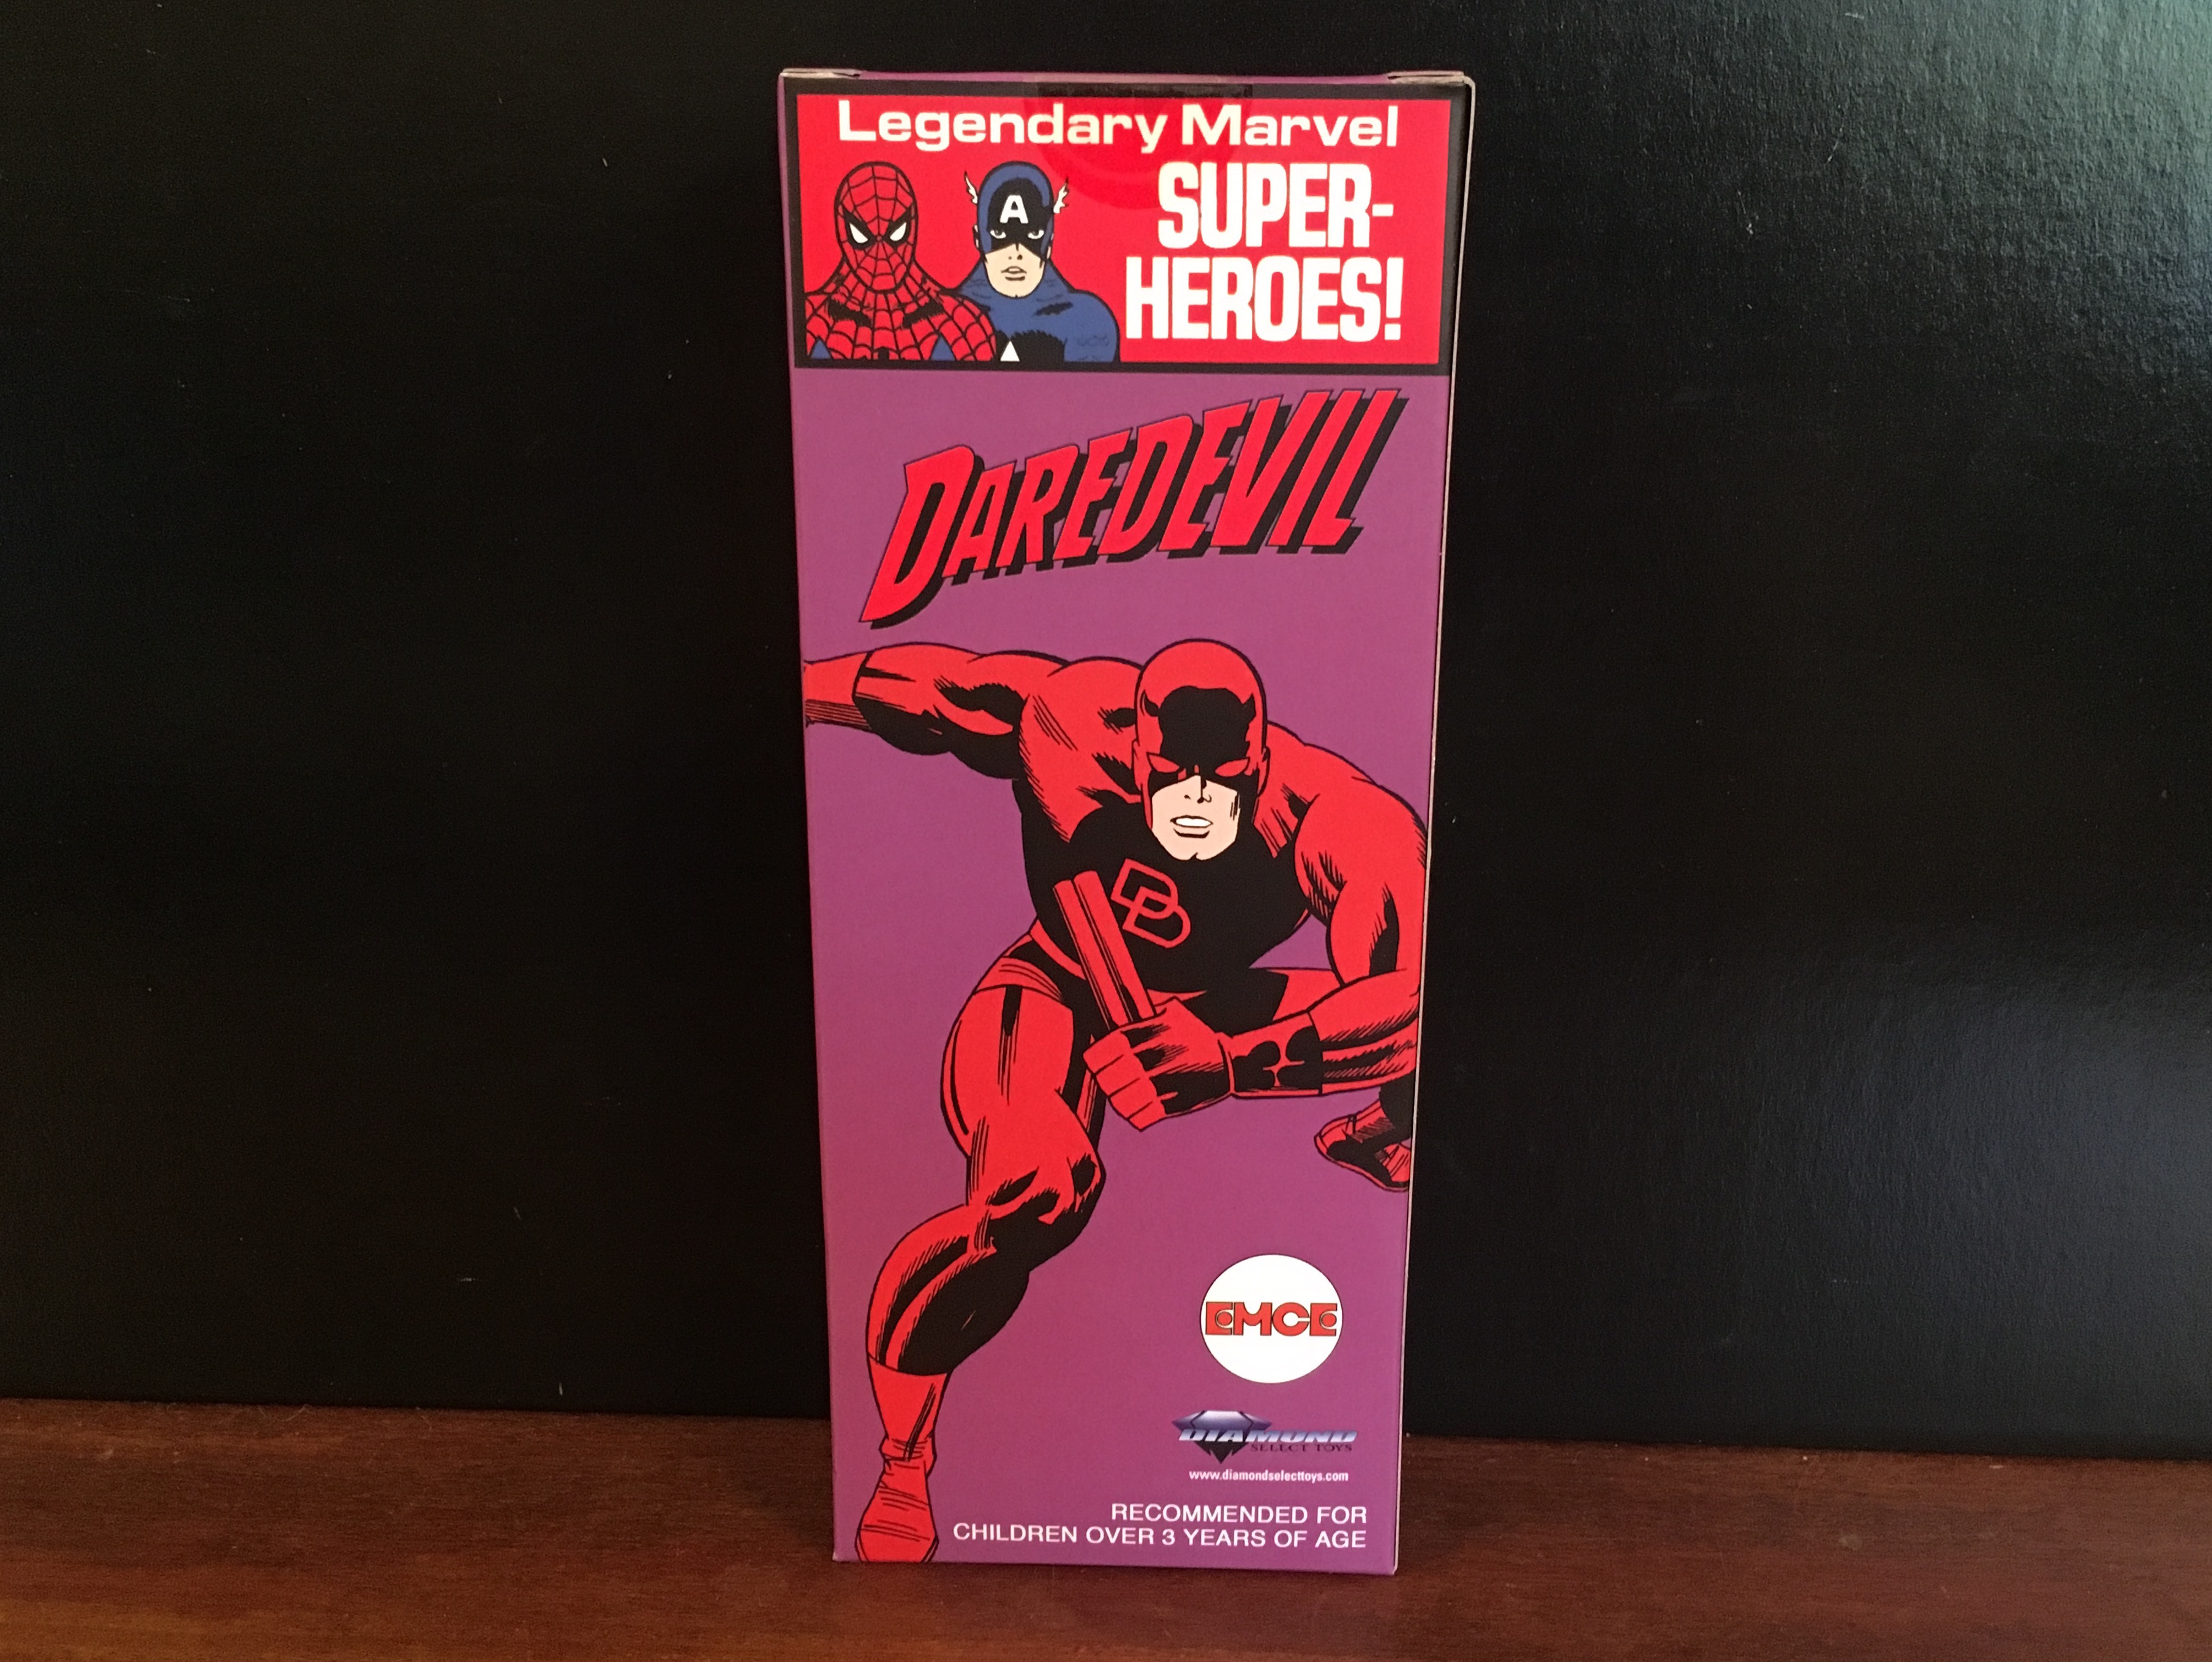 Legendary Marvel
A
SUPER-
HEROES!
DAREDEVIL
DD
EMCE
DIAMOND
SELECT TOYS
www.diamondselecttoys.com
RECOMMENDED FOR
CHILDREN OVER 3 YEARS OF AGE